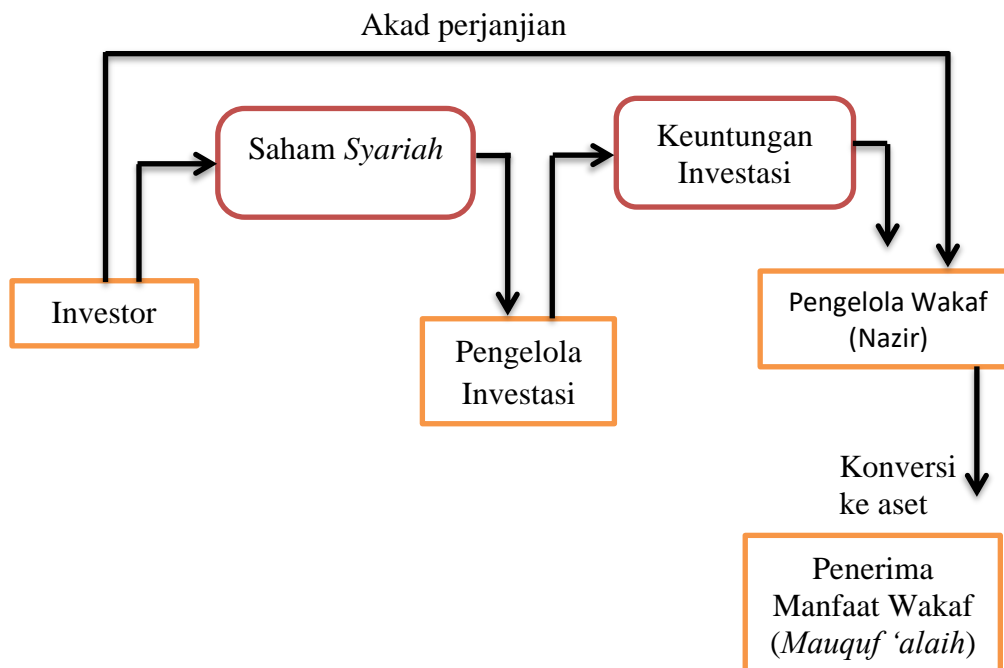 Akad perjanjian
Saham Syariah
Keuntungan
Investasi
Investor
Pengelola
Investasi
Pengelola Wakaf
(Nazir)
Konversi
ke aset
Penerima
Manfaat Wakaf
(Mauquf ‘alaih)